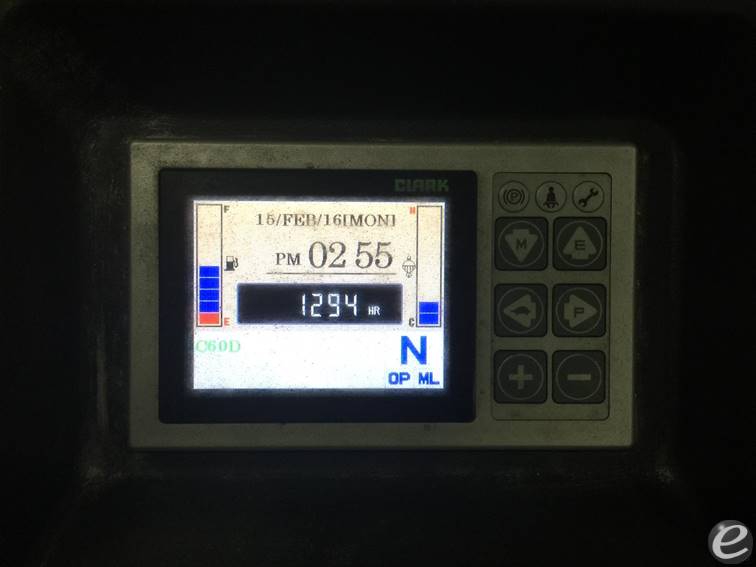 CLARK
F
H
15/FEB/16[MON]
PM 02 55
1294 HR
E
C
C60D
N
OP ML
P
M
E
P
+
−
e